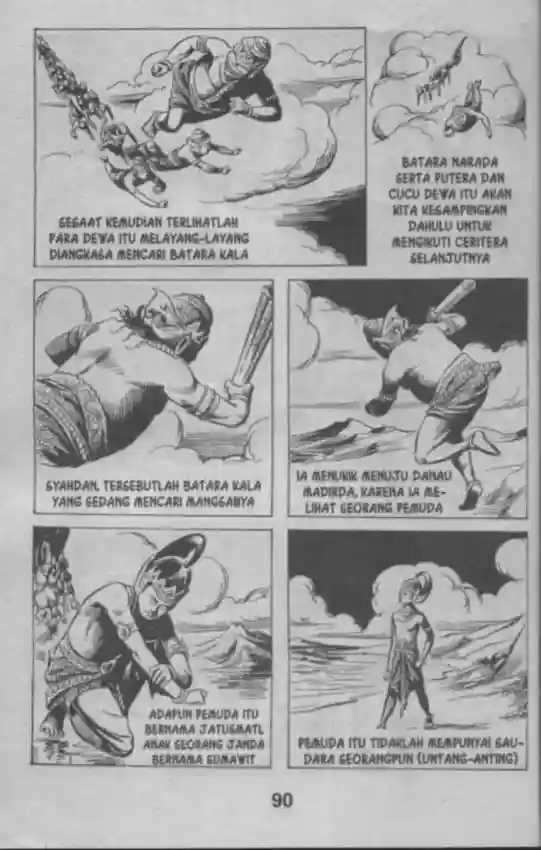 SESAAT KEMUDIAN TERLIHATLAH
PARA DEWA ITU MELAYANG-LAYANG
DIANGKASA MENCARI BATARA KALA
BATARA NARADA
SERTA PUTERA DAN
CUCU DEWA ITU AKAN
KITA KESAMPINGKAN
DAHULU UNTUK
MENGIKUTI CERITERA
SELANJUTNYA
SYAHDAN, TERSEBUTLAH BATARA KALA
YANG SEDANG MENCARI MANGSANYA
IA MENUKIK MENUJU DANAU
MADIRDA, KARENA IA ME-
LIHAT SEORANG PEMUDA
ADAPUN PEMUDA ITU
BERNAMA JATUSMATI,
ANAK SEORANG JANDA
BERNAMA SUMAWIT
PEMUDA ITU TIDAKLAH MEMPUNYAI SAU-
DARA SEORANGPUN (UNTANG-ANTING)
90